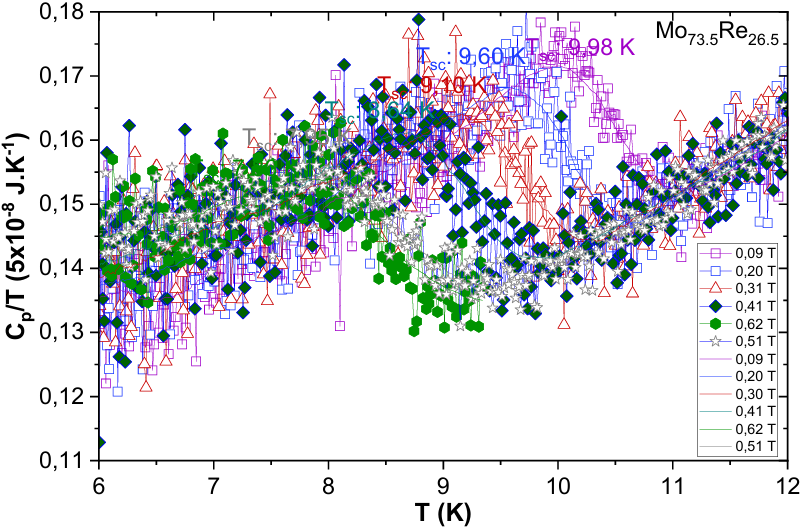 Mo73.5Re26.5
Tsc: 9.98 K
Tsc: 9,60 K
Tsc: 9,10 K
0,18
0,17
0,16
0,15
0,14
0,13
0,12
0,11
Cp/T (5x10-8 J.K-1)
6 7 8 9 10 11 12
T (K)
0,09 T
0,20 T
0,31 T
0,41 T
0,62 T
0,51 T
0,09 T
0,20 T
0,30 T
0,41 T
0,62 T
0,51 T